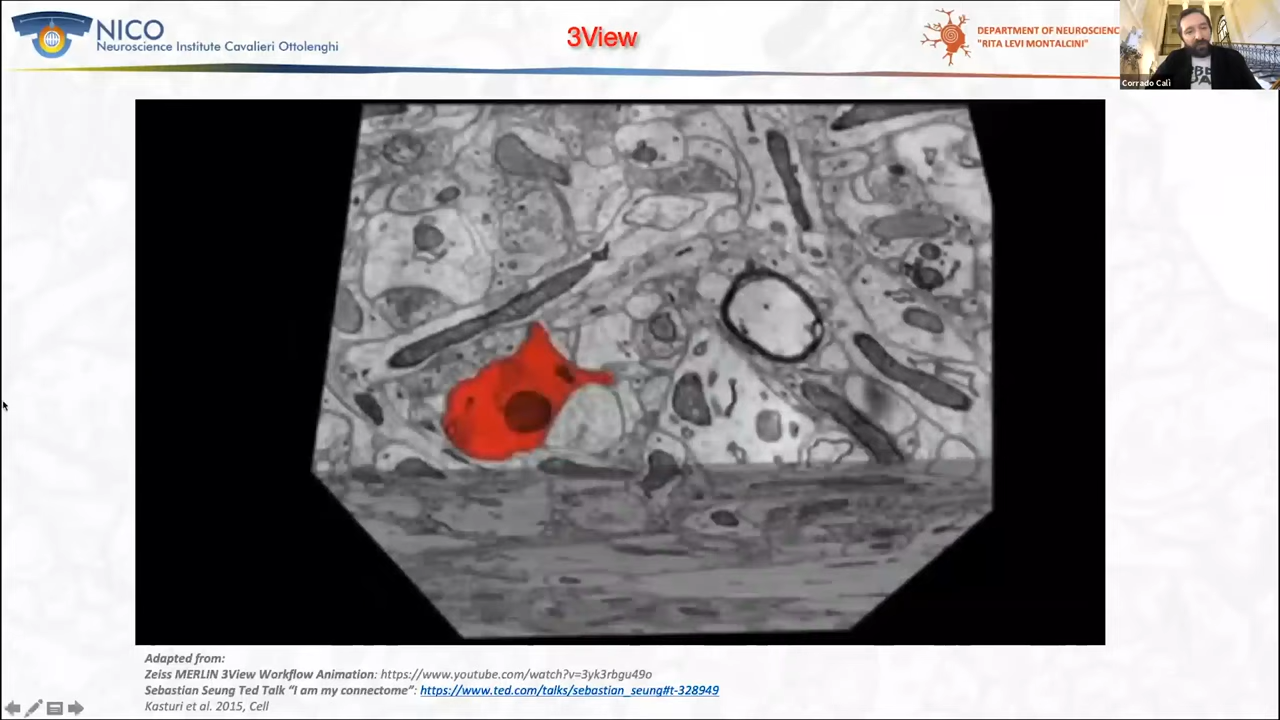 NICO
Neuroscience Institute Cavalieri Ottolenghi
3View
DEPARTMENT OF NEUROSCIENC
"RITA LEVI MONTALCINI"
Corrado Calì
Adapted from:
Zeiss MERLIN 3View Workflow Animation: https://www.youtube.com/watch?v=3yk3rbgu49o
Sebastian Seung Ted Talk “I am my connectome”: https://www.ted.com/talks/sebastian_seung#t-328949
Kasturi et al. 2015, Cell